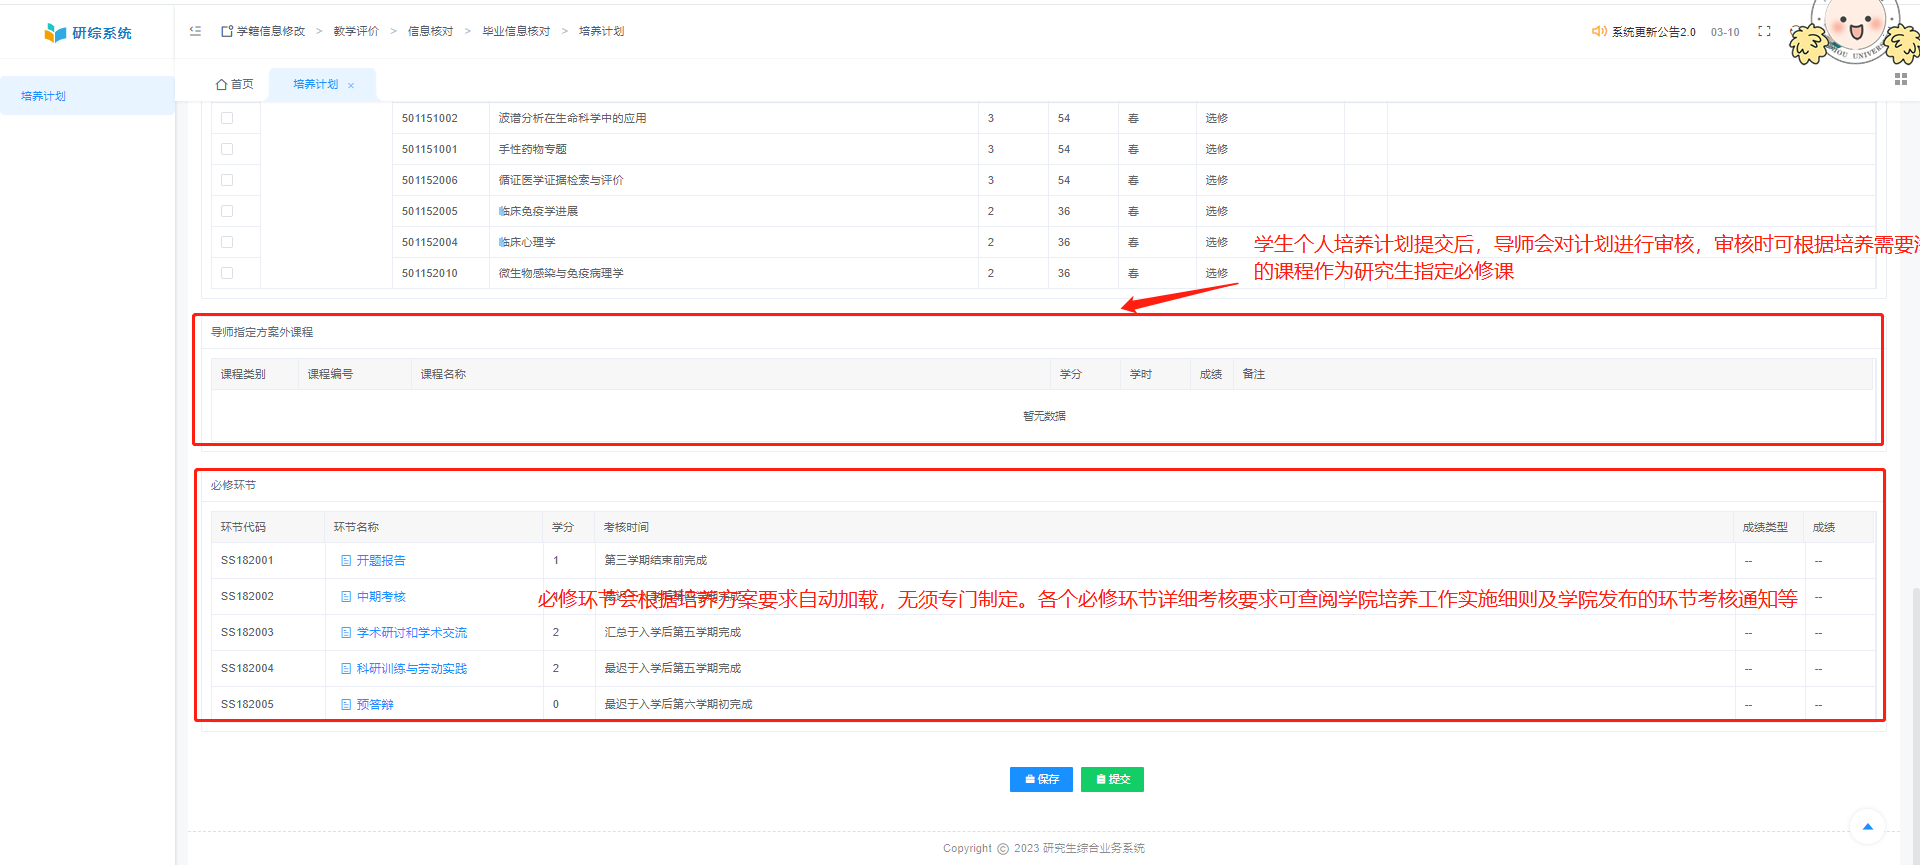 研综系统
学籍信息修改 > 教学评价 > 信息核对 > 毕业信息核对 > 培养计划
系统更新公告2.0 03-10
首页 培养计划 ×
培养计划
501151002 波谱分析在生命科学中的应用 3 54 春 选修
501151001 手性药物专题 3 54 春 选修
501152006 循证医学证据检索与评价 3 54 春 选修
501152005 临床免疫学进展 2 36 春 选修
501152004 临床心理学 2 36 春 选修
501152010 微生物感染与免疫病理学 2 36 春 选修
学生个人培养计划提交后，导师会对计划进行审核，审核时可根据培养需要
的课程作为研究生指定必修课
导师指定方案外课程
课程类别 课程编号 课程名称 学分 学时 成绩 备注
暂无数据
必修环节
环节代码 环节名称 学分 考核时间 成绩类型 成绩
SS182001 开题报告 1 第三学期结束前完成 -- --
SS182002 中期考核 --
必修环节会根据培养方案要求自动加载，无须专门制定。各个必修环节详细考核要求可查阅学院培养工作实施细则及学院发布的环节考核通知等
SS182003 学术研讨和学术交流 2 汇总于入学后第五学期完成 -- --
SS182004 科研训练与劳动实践 2 最迟于入学后第五学期完成 -- --
SS182005 预答辩 0 最迟于入学后第六学期初完成 -- --
保存 提交
Copyright © 2023 研究生综合业务系统